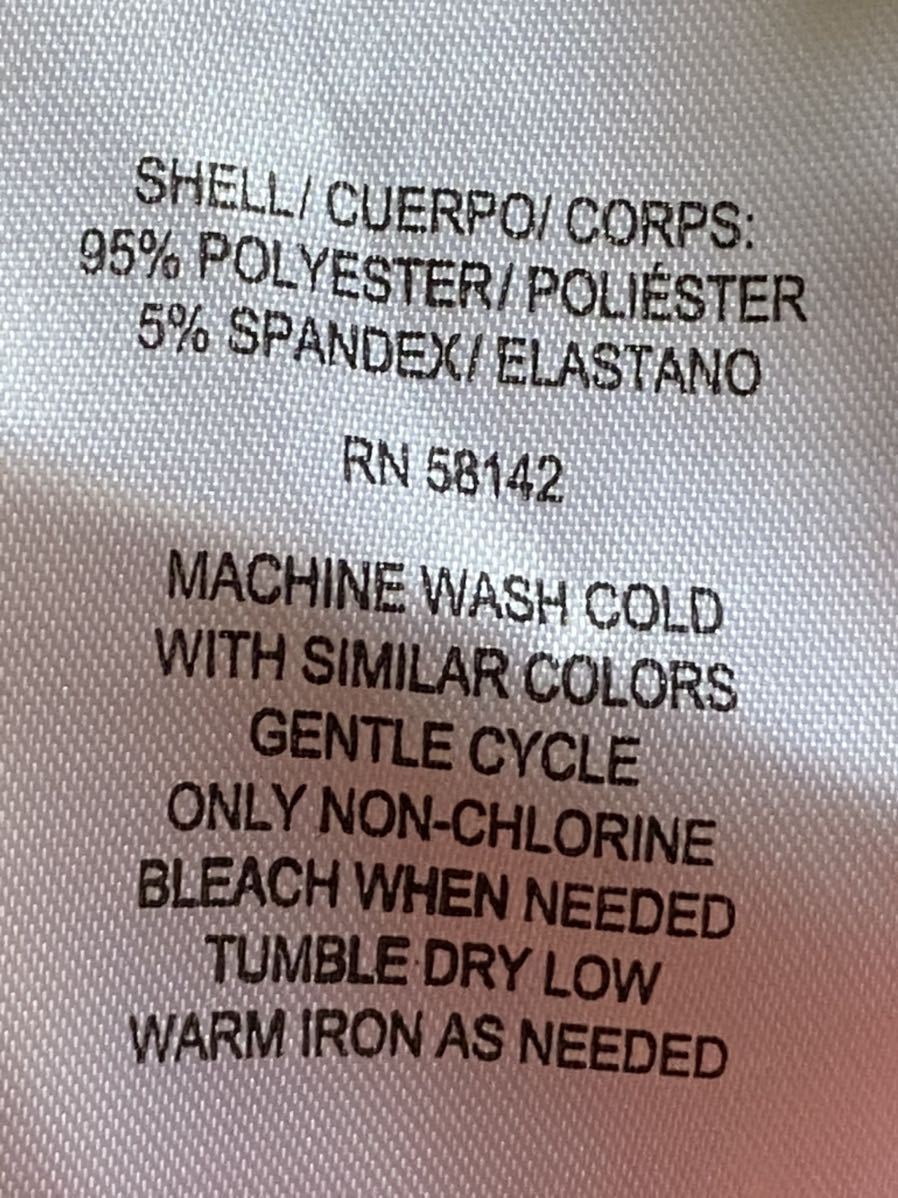 SHELL/ CUERPO/ CORPS:
95% POLYESTER/ POLIÉSTER
5% SPANDEX/ ELASTANO
RN 58142
MACHINE WASH COLD
WITH SIMILAR COLORS
GENTLE CYCLE
ONLY NON-CHLORINE
BLEACH WHEN NEEDED
TUMBLE DRY LOW
WARM IRON AS NEEDED